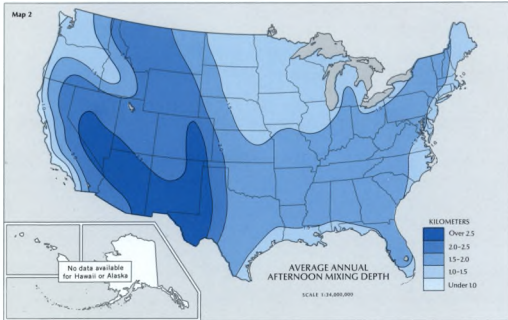 Map 2
No data available
for Hawaii or Alaska
AVERAGE ANNUAL
AFTERNOON MIXING DEPTH
SCALE 1:34,000,000
KILOMETERS
Over 2.5
2.0-2.5
1.5-2.0
1.0-1.5
Under 1.0